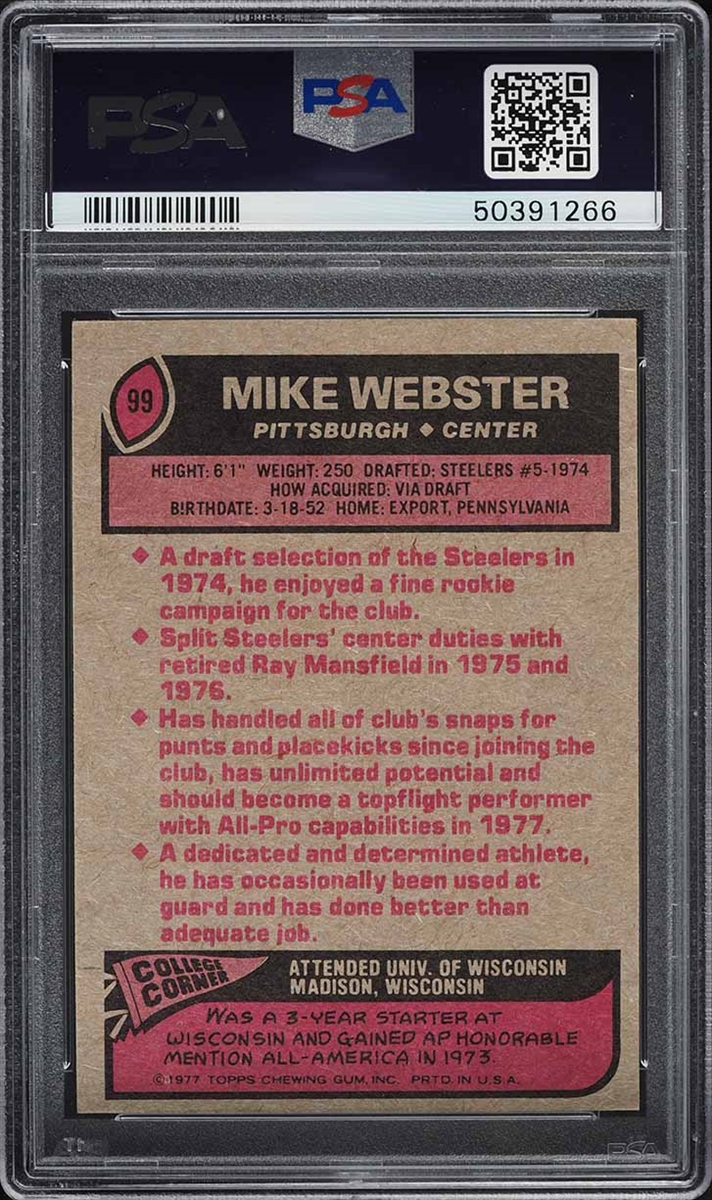 PSA
PSA
50391266
99
MIKE WEBSTER
PITTSBURGH ◆ CENTER
HEIGHT: 6'1" WEIGHT: 250 DRAFTED: STEELERS #5-1974
HOW ACQUIRED: VIA DRAFT
BIRTHDATE: 3-18-52 HOME: EXPORT, PENNSYLVANIA
◆ A draft selection of the Steelers in
1974, he enjoyed a fine rookie
campaign for the club.
◆ Split Steelers' center duties with
retired Ray Mansfield in 1975 and
1976.
◆ Has handled all of club's snaps for
punts and placekicks since joining the
club, has unlimited potential and
should become a topflight performer
with All-Pro capabilities in 1977.
◆ A dedicated and determined athlete,
he has occasionally been used at
guard and has done better than
adequate job.
COLLEGE
CORNER
ATTENDED UNIV. OF WISCONSIN
MADISON, WISCONSIN
WAS A 3-YEAR STARTER AT
WISCONSIN AND GAINED AP HONORABLE
MENTION ALL-AMERICA IN 1973.
© 1977 TOPPS CHEWING GUM, INC. PRTD. IN U.S.A.
PSA